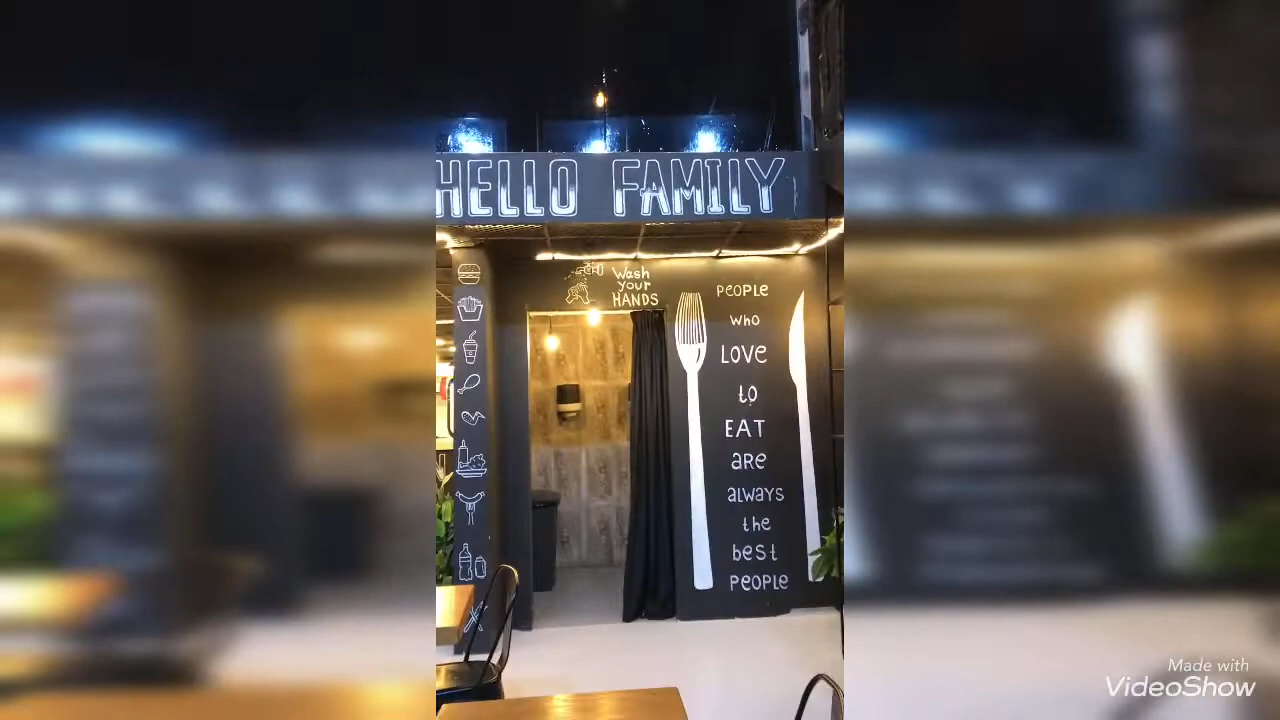 HELLO FAMILY
Wash
your
HANDS
PEOPLE
who
LOVE
to
EAT
are
always
the
best
PEOPLE
Made with
VideoShow